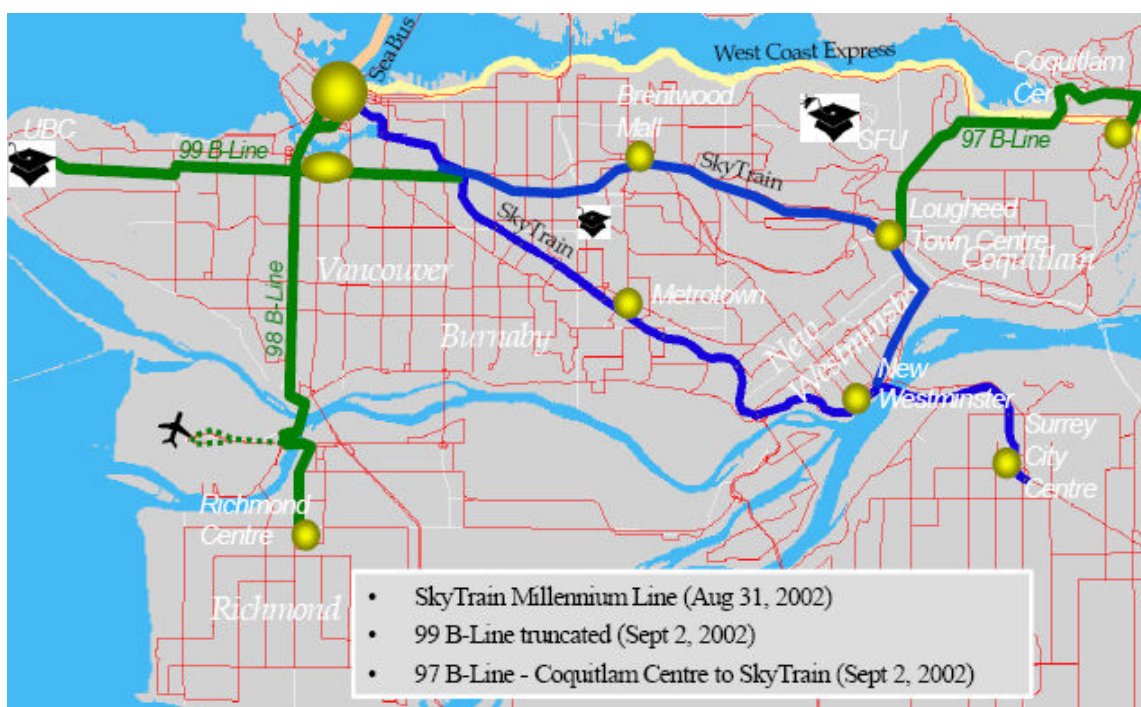 SeaBus
West Coast Express
Coquitlam
Cen
Brentwood
Mall
UBC
SFU
99 B-Line
97 B-Line
SkyTrain
SkyTrain
Lougheed
Town Centre
Coquitlam
Vancouver
98 B-Line
Metrotown
Burnaby
New
Westminster
New
Westminster
Surrey
City
Centre
Richmond
Centre
Richmond
• SkyTrain Millennium Line (Aug 31, 2002)
• 99 B-Line truncated (Sept 2, 2002)
• 97 B-Line - Coquitlam Centre to SkyTrain (Sept 2, 2002)